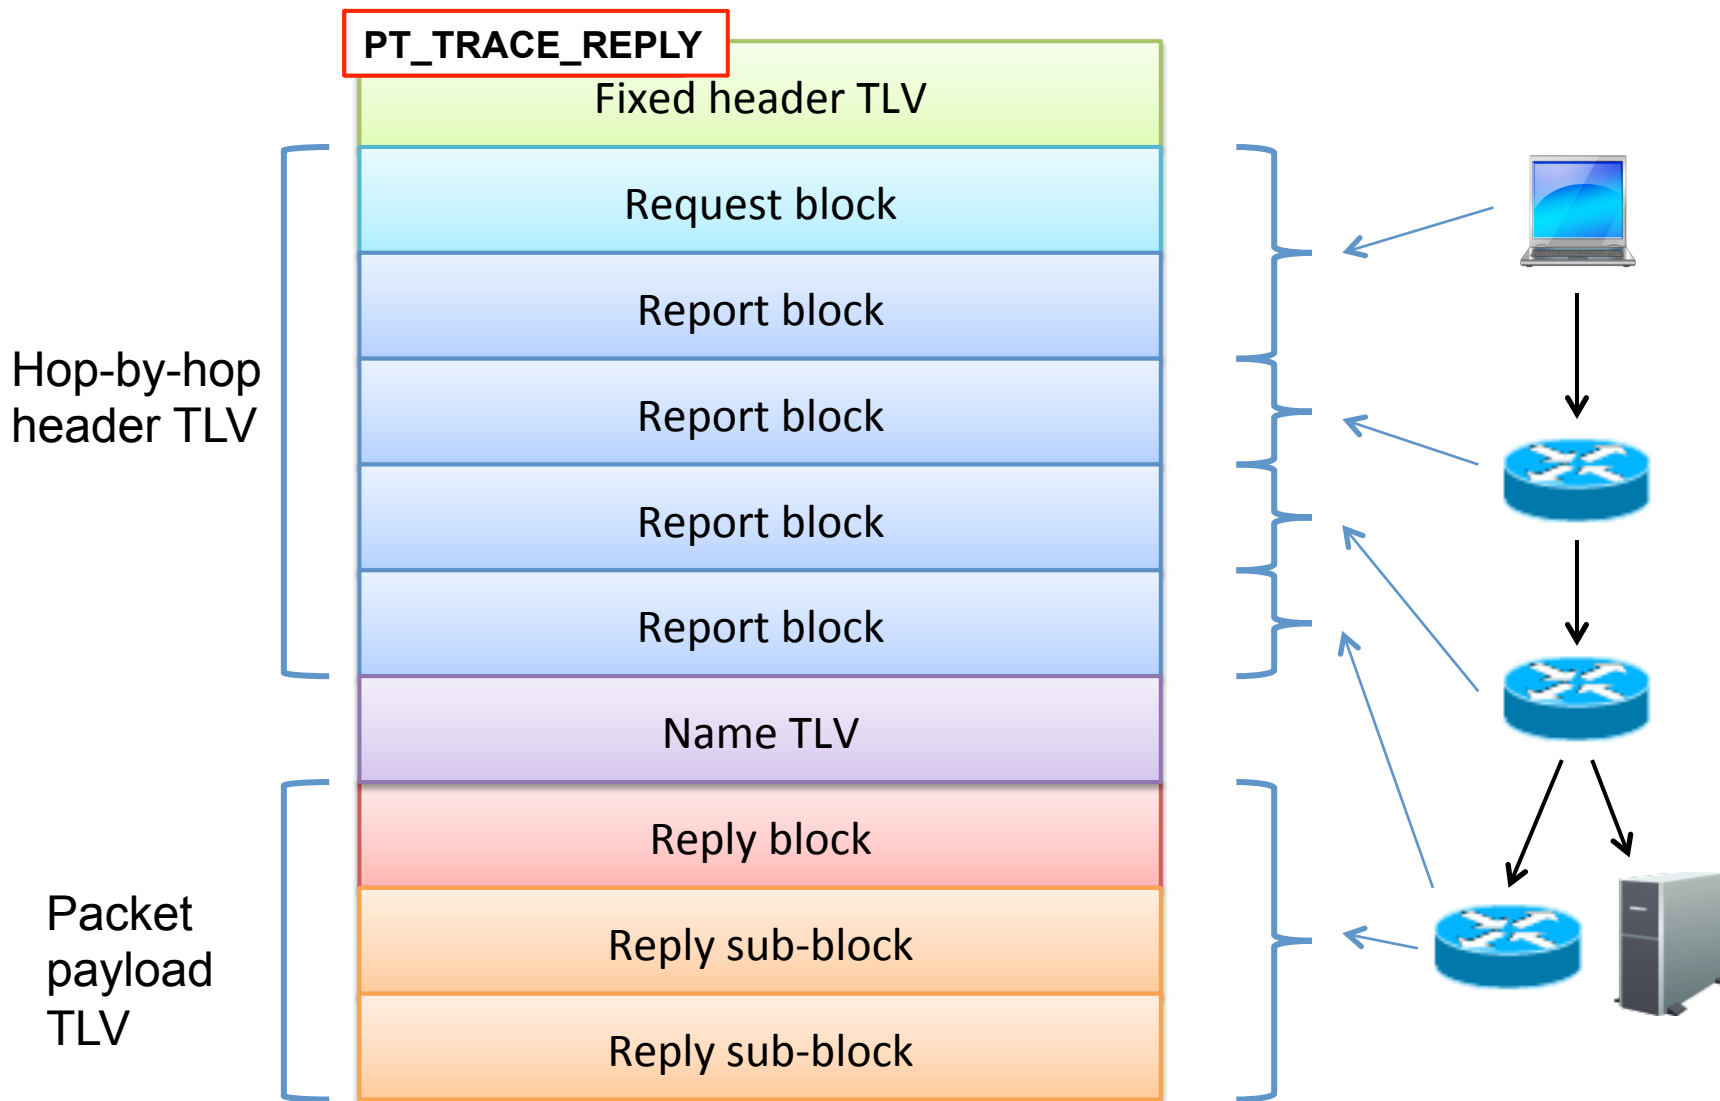 PT_TRACE_REPLY
Fixed header TLV
Request block
Report block
Hop-by-hop
header TLV
Report block
Report block
Report block
Name TLV
Reply block
Packet
payload
TLV
Reply sub-block
Reply sub-block